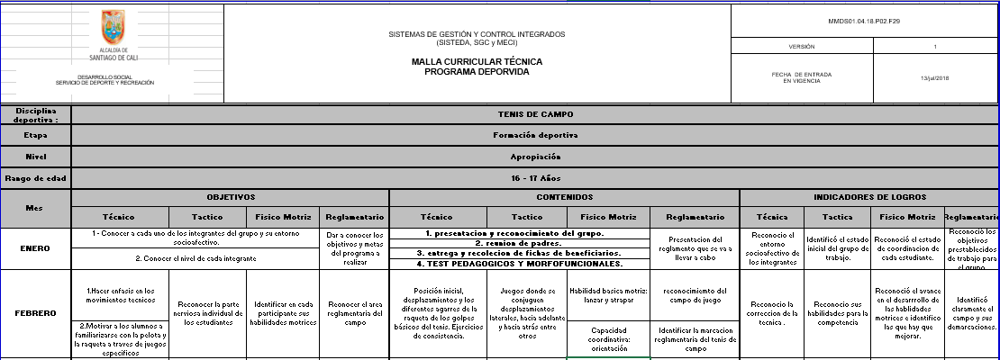 ALCALDÍA DE
SANTIAGO DE CALI
DESARROLLO SOCIAL
SERVICIO DE DEPORTE Y RECREACIÓN
SISTEMAS DE GESTIÓN Y CONTROL INTEGRADOS
(SISTEDA, SGC y MECI)
MALLA CURRICULAR TÉCNICA
PROGRAMA DEPORVIDA
MMDS01.04.18.P02.F29
VERSIÓN
1
FECHA DE ENTRADA
EN VIGENCIA
13/jul/2018
Disciplina
deportiva :
TENIS DE CAMPO
Etapa
Formación deportiva
Nivel
Apropiación
Rango de edad
16 - 17 Años
Mes
OBJETIVOS
CONTENIDOS
INDICADORES DE LOGROS
Técnico
Tactico
Fisico Motriz
Reglamentario
Técnico
Tactico
Fisico Motriz
Reglamentario
Técnica
Tactica
Fisico Motriz
Reglamentario
ENERO
1- Conocer a cada uno de los integrantes del grupo y su entorno
socioafectivo.
2. Conocer el nivel de cada integrante
Dar a conocer los
objetivos y metas
del programa a
realizar
1. presentacion y reconocimiento del grupo.
2. reunion de padres.
3. entrega y recolecion de fichas de beneficiarios.
4. TEST PEDAGOGICOS Y MORFOFUNCIONALES.
Presentacion del
reglamento que se va a
llevar a cabo
Reconocio el
entorno
socioafectivo de
los integrantes
Identificó el estado
inicial del grupo de
trabajo.
Reconoció el estado
de coordinacion de
cada estudiante.
Reconoció los
objetivos
prestablecidos
de trabajo para
el grupo
FEBRERO
1.Hacer enfasis en los
movimientos tecnicos
2.Motivar a los alumnos a
familiarizarse con la pelota y
la raqueta a traves de juegos
especificos
Reconocer la parte
nerviosa individual de
los estudiantes
Identificar en cada
participante sus
habilidades motrices
Reconocer el area
reglamentaria del
campo
Posición inicial,
desplazamientos y los
diferentes agarres de la
raqueta de los golpes
básicos del tenis. Ejercicios
de consistencia.
Juegos donde se
conjuguen
desplazamientos
laterales, hacia adelante
y hacia atrás entre
otros
Habilidad basica motriz:
lanzar y atrapar
Capacidad
coordinativa:
orientación
reconocimiento del
campo de juego
Identificar la marcacion
reglamentaria del tenis de
campo
Reconocio la
correccion de la
tecnica .
Reconocio sus
habilidades para la
competencia
Reconoció el avance
en el desarrrollo de
las hablidades
motrices e identifico
las que hay que
mejorar.
Identificó
claramente el
campo y sus
demarcaciones.